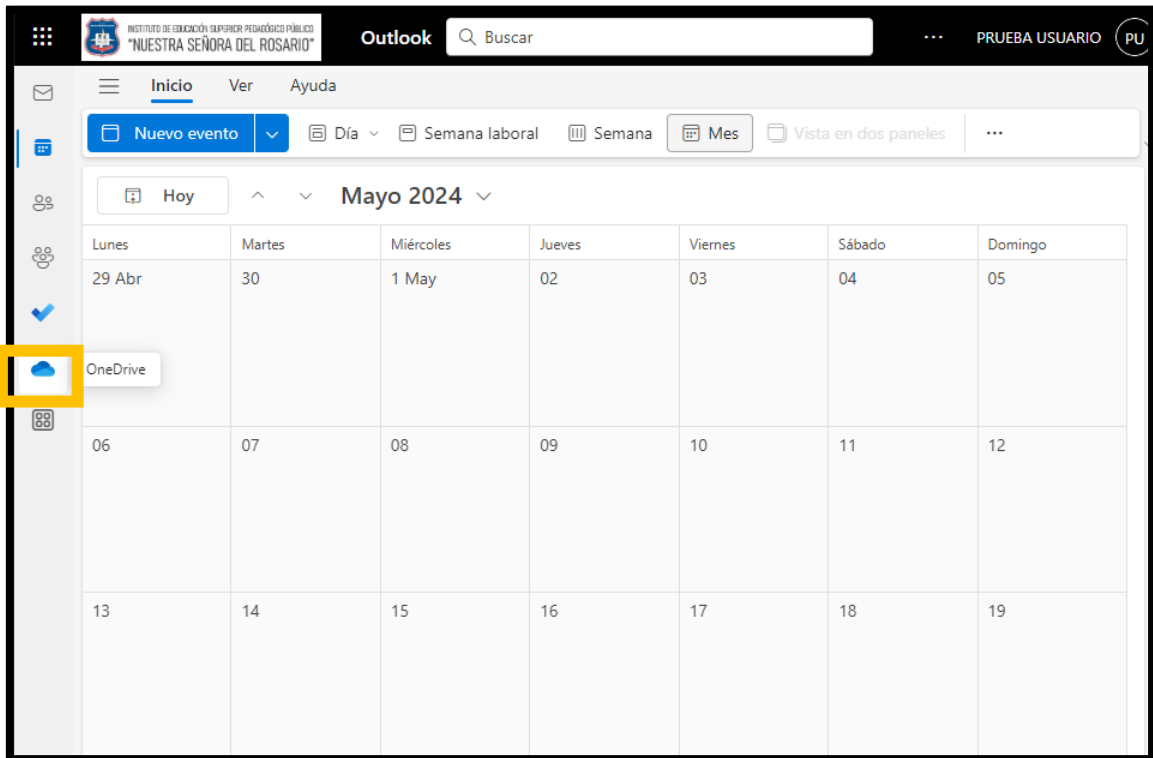 INSTITUTO DE EDUCACIÓN SUPERIOR PEDAGÓGICO PÚBLICO
"NUESTRA SEÑORA DEL ROSARIO"
Outlook Buscar ... PRUEBA USUARIO PU
Inicio Ver Ayuda
Nuevo evento Día Semana laboral Semana Mes Vista en dos paneles ...
Hoy Mayo 2024
Lunes Martes Miércoles Jueves Viernes Sábado Domingo
29 Abr 30 1 May 02 03 04 05
OneDrive
06 07 08 09 10 11 12
13 14 15 16 17 18 19